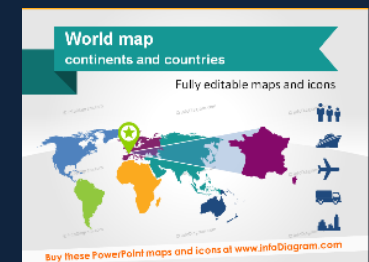 World map
continents and countries
Fully editable maps and icons
Buy these PowerPoint maps and icons at www.infoDiagram.com